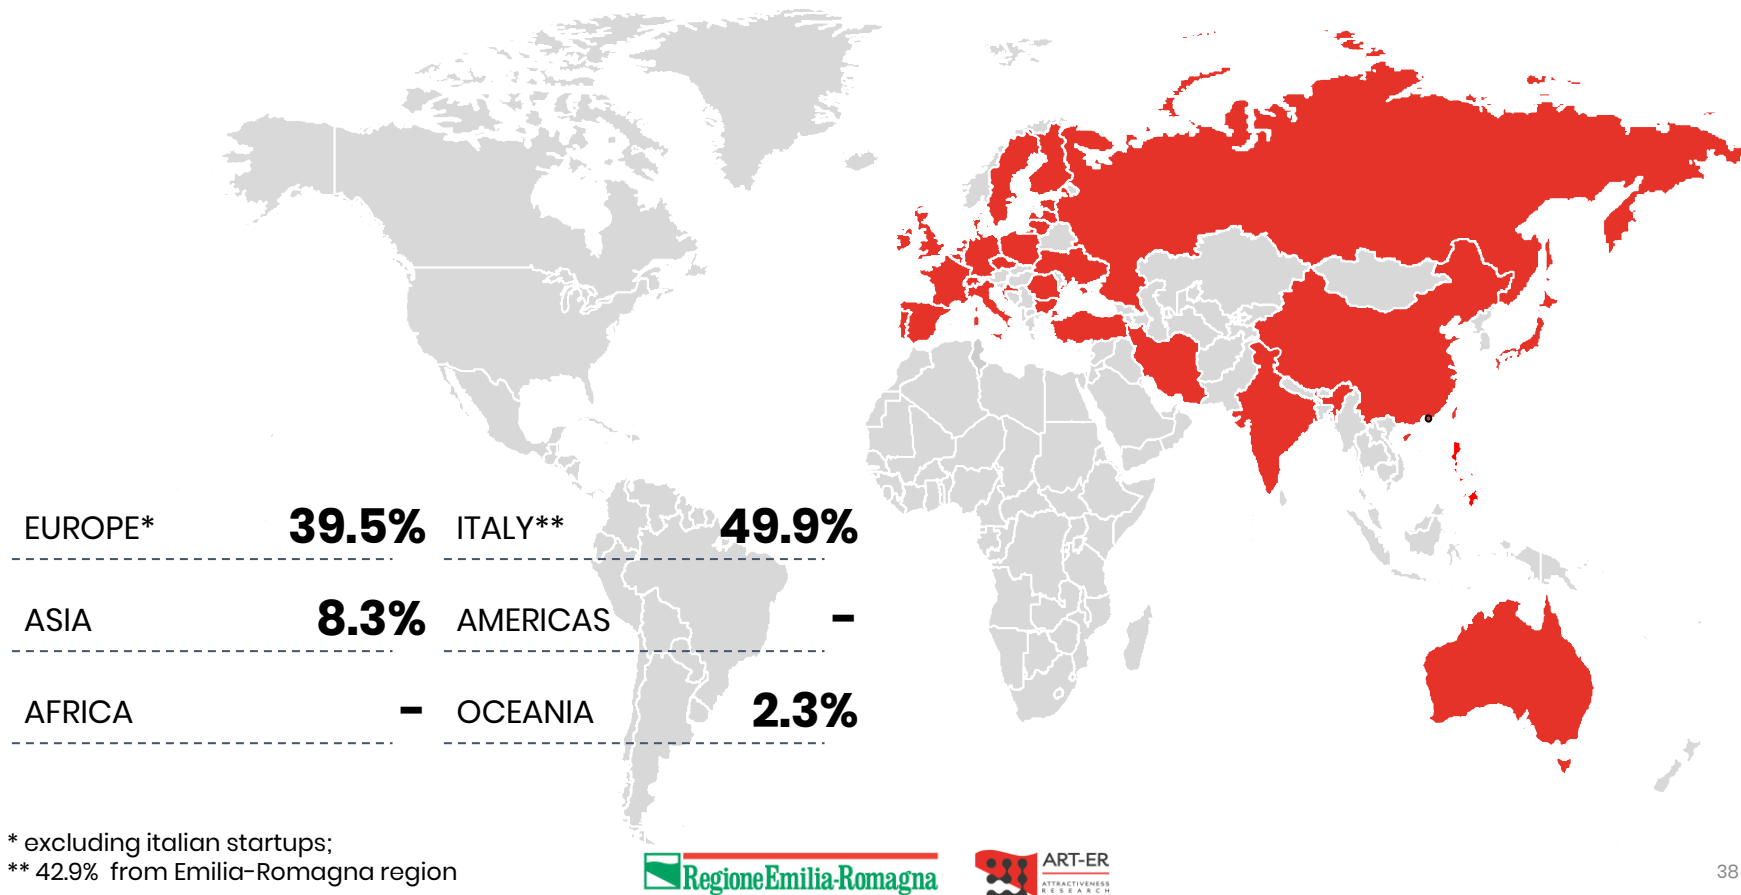 EUROPE* 39.5% ITALY** 49.9%
ASIA 8.3% AMERICAS -
AFRICA - OCEANIA 2.3%
* excluding italian startups;
** 42.9% from Emilia-Romagna region
RegioneEmilia-Romagna
ART-ER
ATTRACTIVENESS
RESEARCH
38